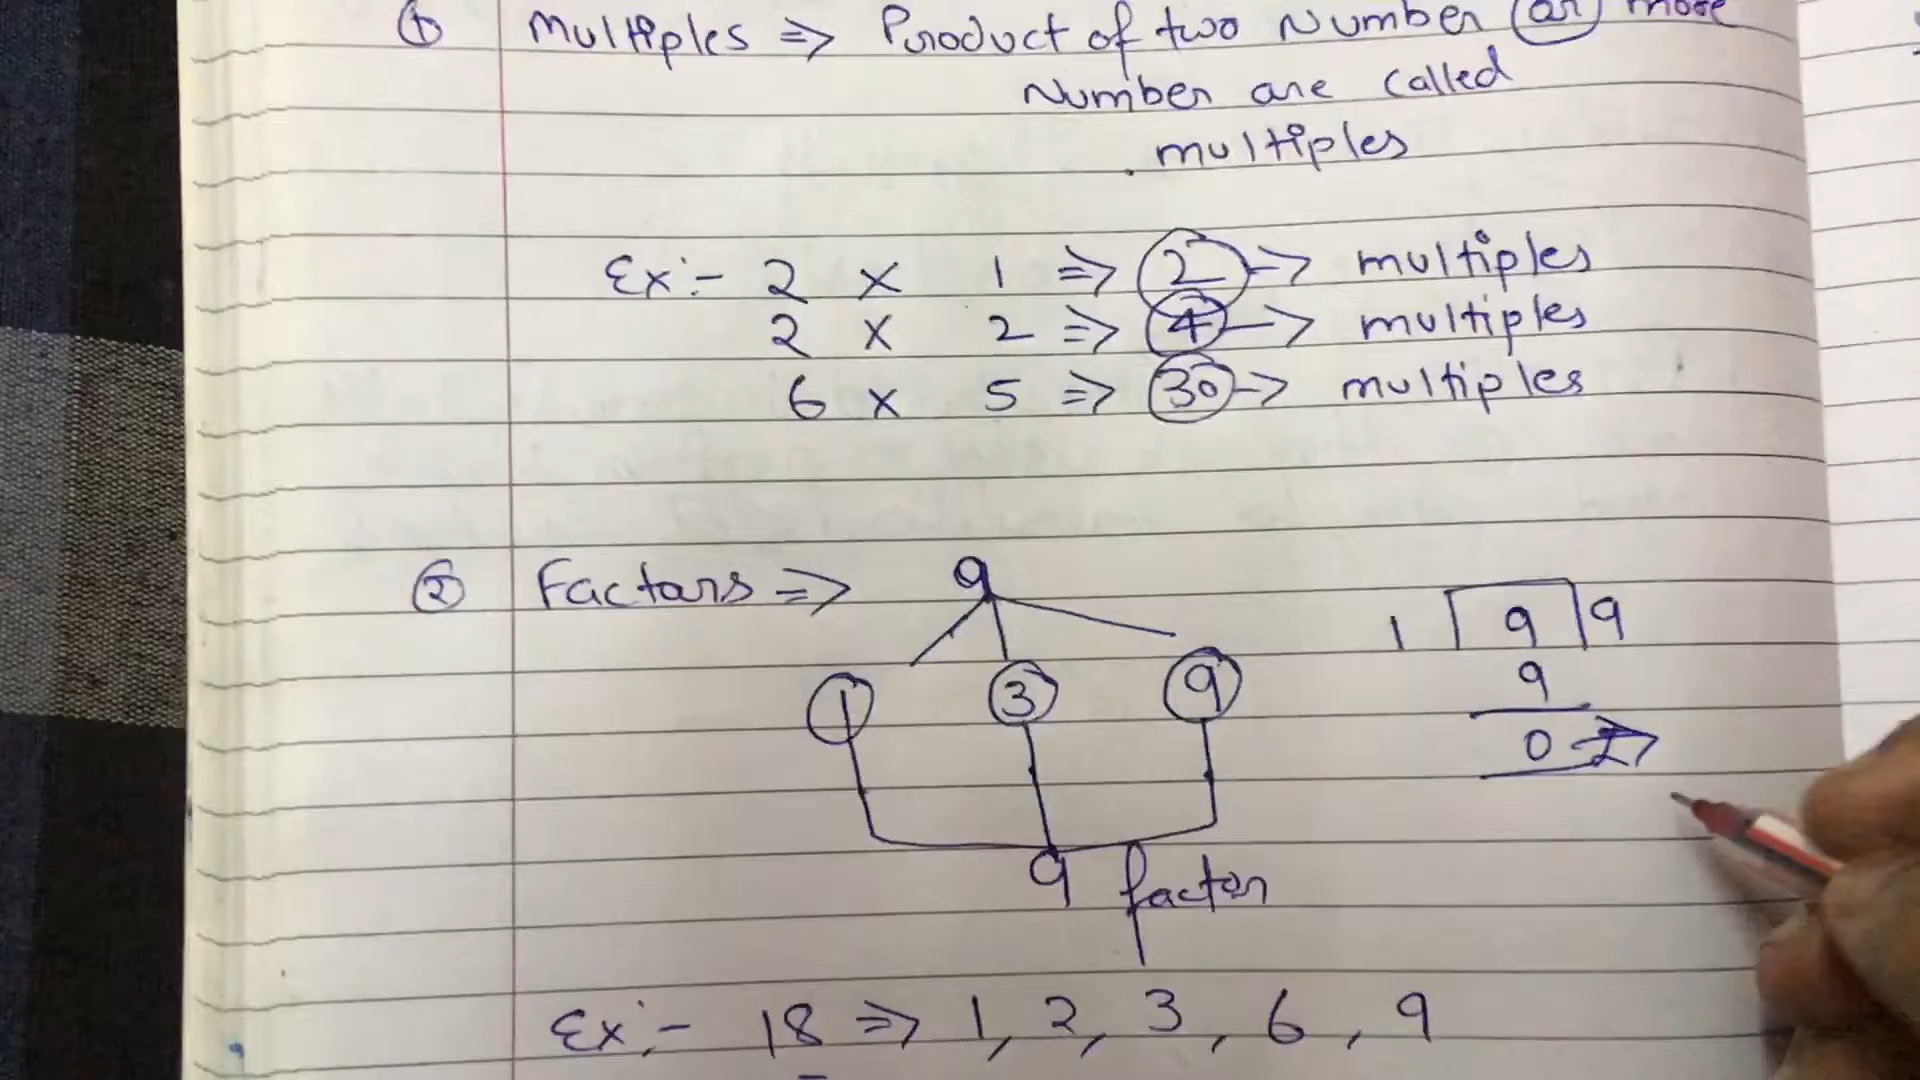 ① Multiples ⇒ Product of two Number (or) more
Number are called
multiples
Ex:- 2 × 1 ⇒ 2 → multiples
2 × 2 ⇒ 4 → multiples
6 × 5 ⇒ 30 → multiples
② Factors ⇒ 9
1 3 9
9 factor
1 9 9
9
0
Ex:- 18 ⇒ 1, 2, 3, 6, 9